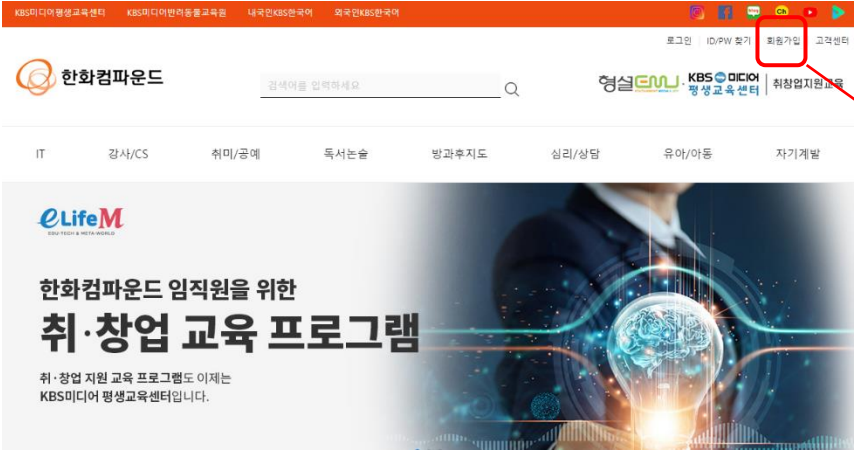 KBS미디어평생교육센터 KBS미디어반려동물교육원 내국인KBS한국어 외국인KBS한국어
로그인 ID/PW 찾기 회원가입 고객센터
한화컴파운드
검색어를 입력하세요
형설EMJ · KBS 미디어 평생교육센터 취창업지원교육
IT 강사/CS 취미/공예 독서논술 방과후지도 심리/상담 유아/아동 자기계발
eLifeM
EDU-TECH & META-WORLD
한화컴파운드 임직원을 위한
취·창업 교육 프로그램
취·창업 지원 교육 프로그램도 이제는
KBS미디어 평생교육센터입니다.